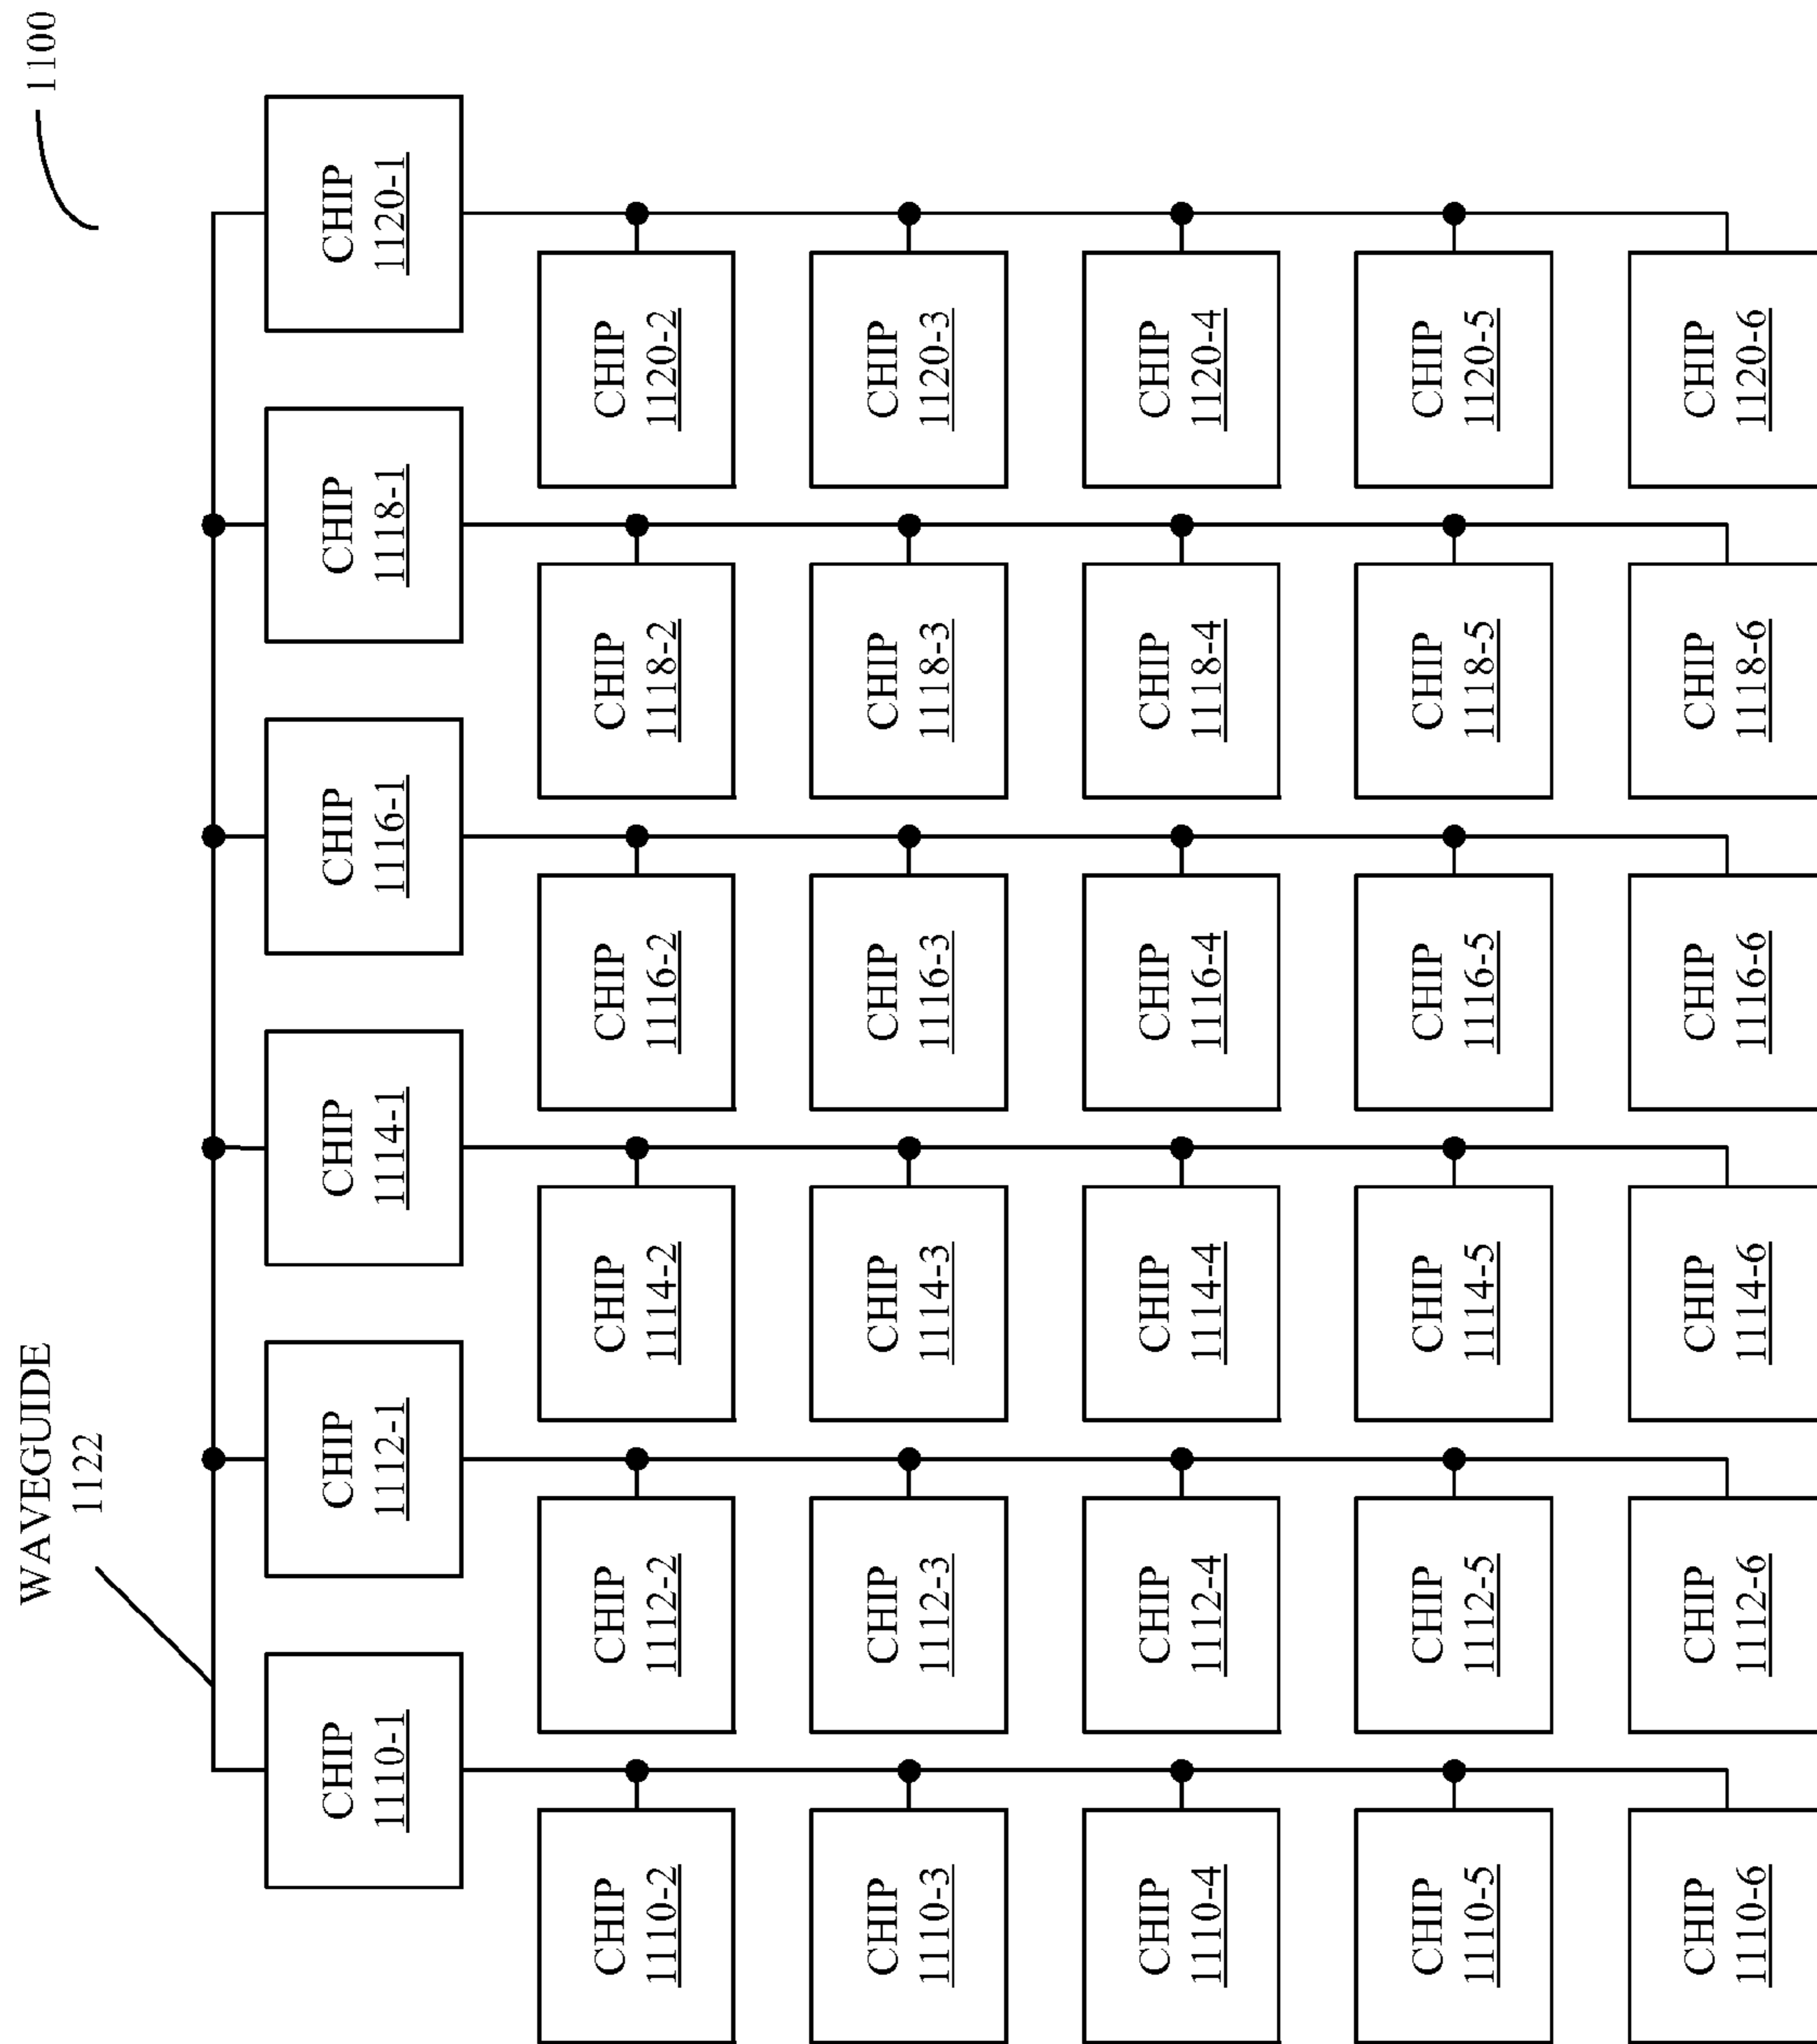 WAVEGUIDE
1122
1100
CHIP
1110-1
CHIP
1112-1
CHIP
1114-1
CHIP
1116-1
CHIP
1118-1
CHIP
1120-1
CHIP
1110-2
CHIP
1112-2
CHIP
1114-2
CHIP
1116-2
CHIP
1118-2
CHIP
1120-2
CHIP
1110-3
CHIP
1112-3
CHIP
1114-3
CHIP
1116-3
CHIP
1118-3
CHIP
1120-3
CHIP
1110-4
CHIP
1112-4
CHIP
1114-4
CHIP
1116-4
CHIP
1118-4
CHIP
1120-4
CHIP
1110-5
CHIP
1112-5
CHIP
1114-5
CHIP
1116-5
CHIP
1118-5
CHIP
1120-5
CHIP
1110-6
CHIP
1112-6
CHIP
1114-6
CHIP
1116-6
CHIP
1118-6
CHIP
1120-6